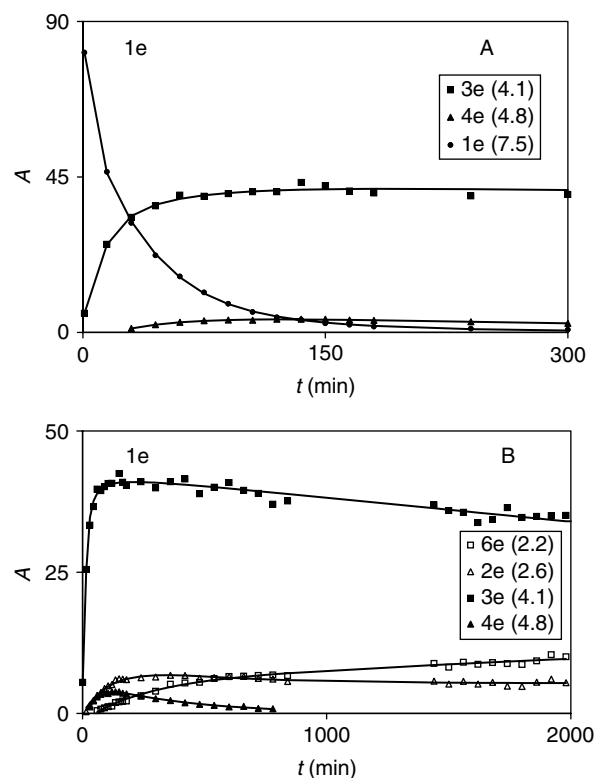 90
1e
A
3e (4.1)
4e (4.8)
1e (7.5)
A
45
0
0
150
300
t (min)
50
1e
B
A
25
6e (2.2)
2e (2.6)
3e (4.1)
4e (4.8)
0
0
1000
2000
t (min)